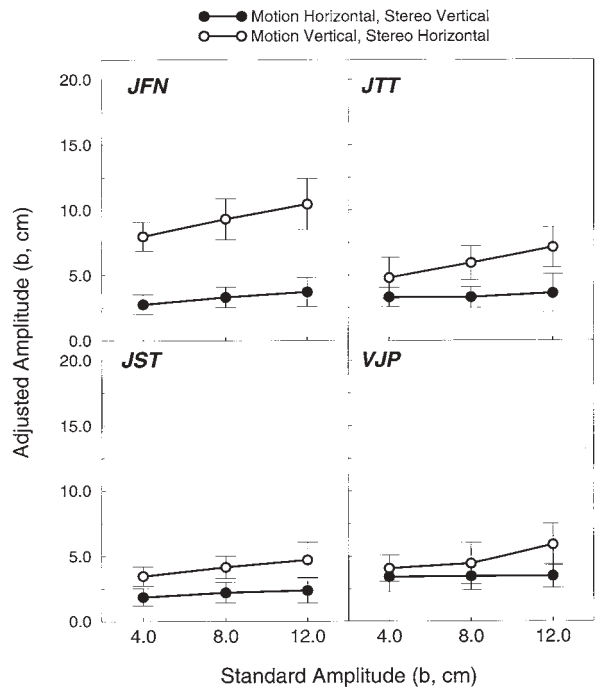 Motion Horizontal, Stereo Vertical
Motion Vertical, Stereo Horizontal
JFN
JTT
20.0
15.0
10.0
5.0
0.0
JST
VJP
20.0
15.0
10.0
5.0
0.0
4.0 8.0 12.0 4.0 8.0 12.0
Adjusted Amplitude (b, cm)
Standard Amplitude (b, cm)